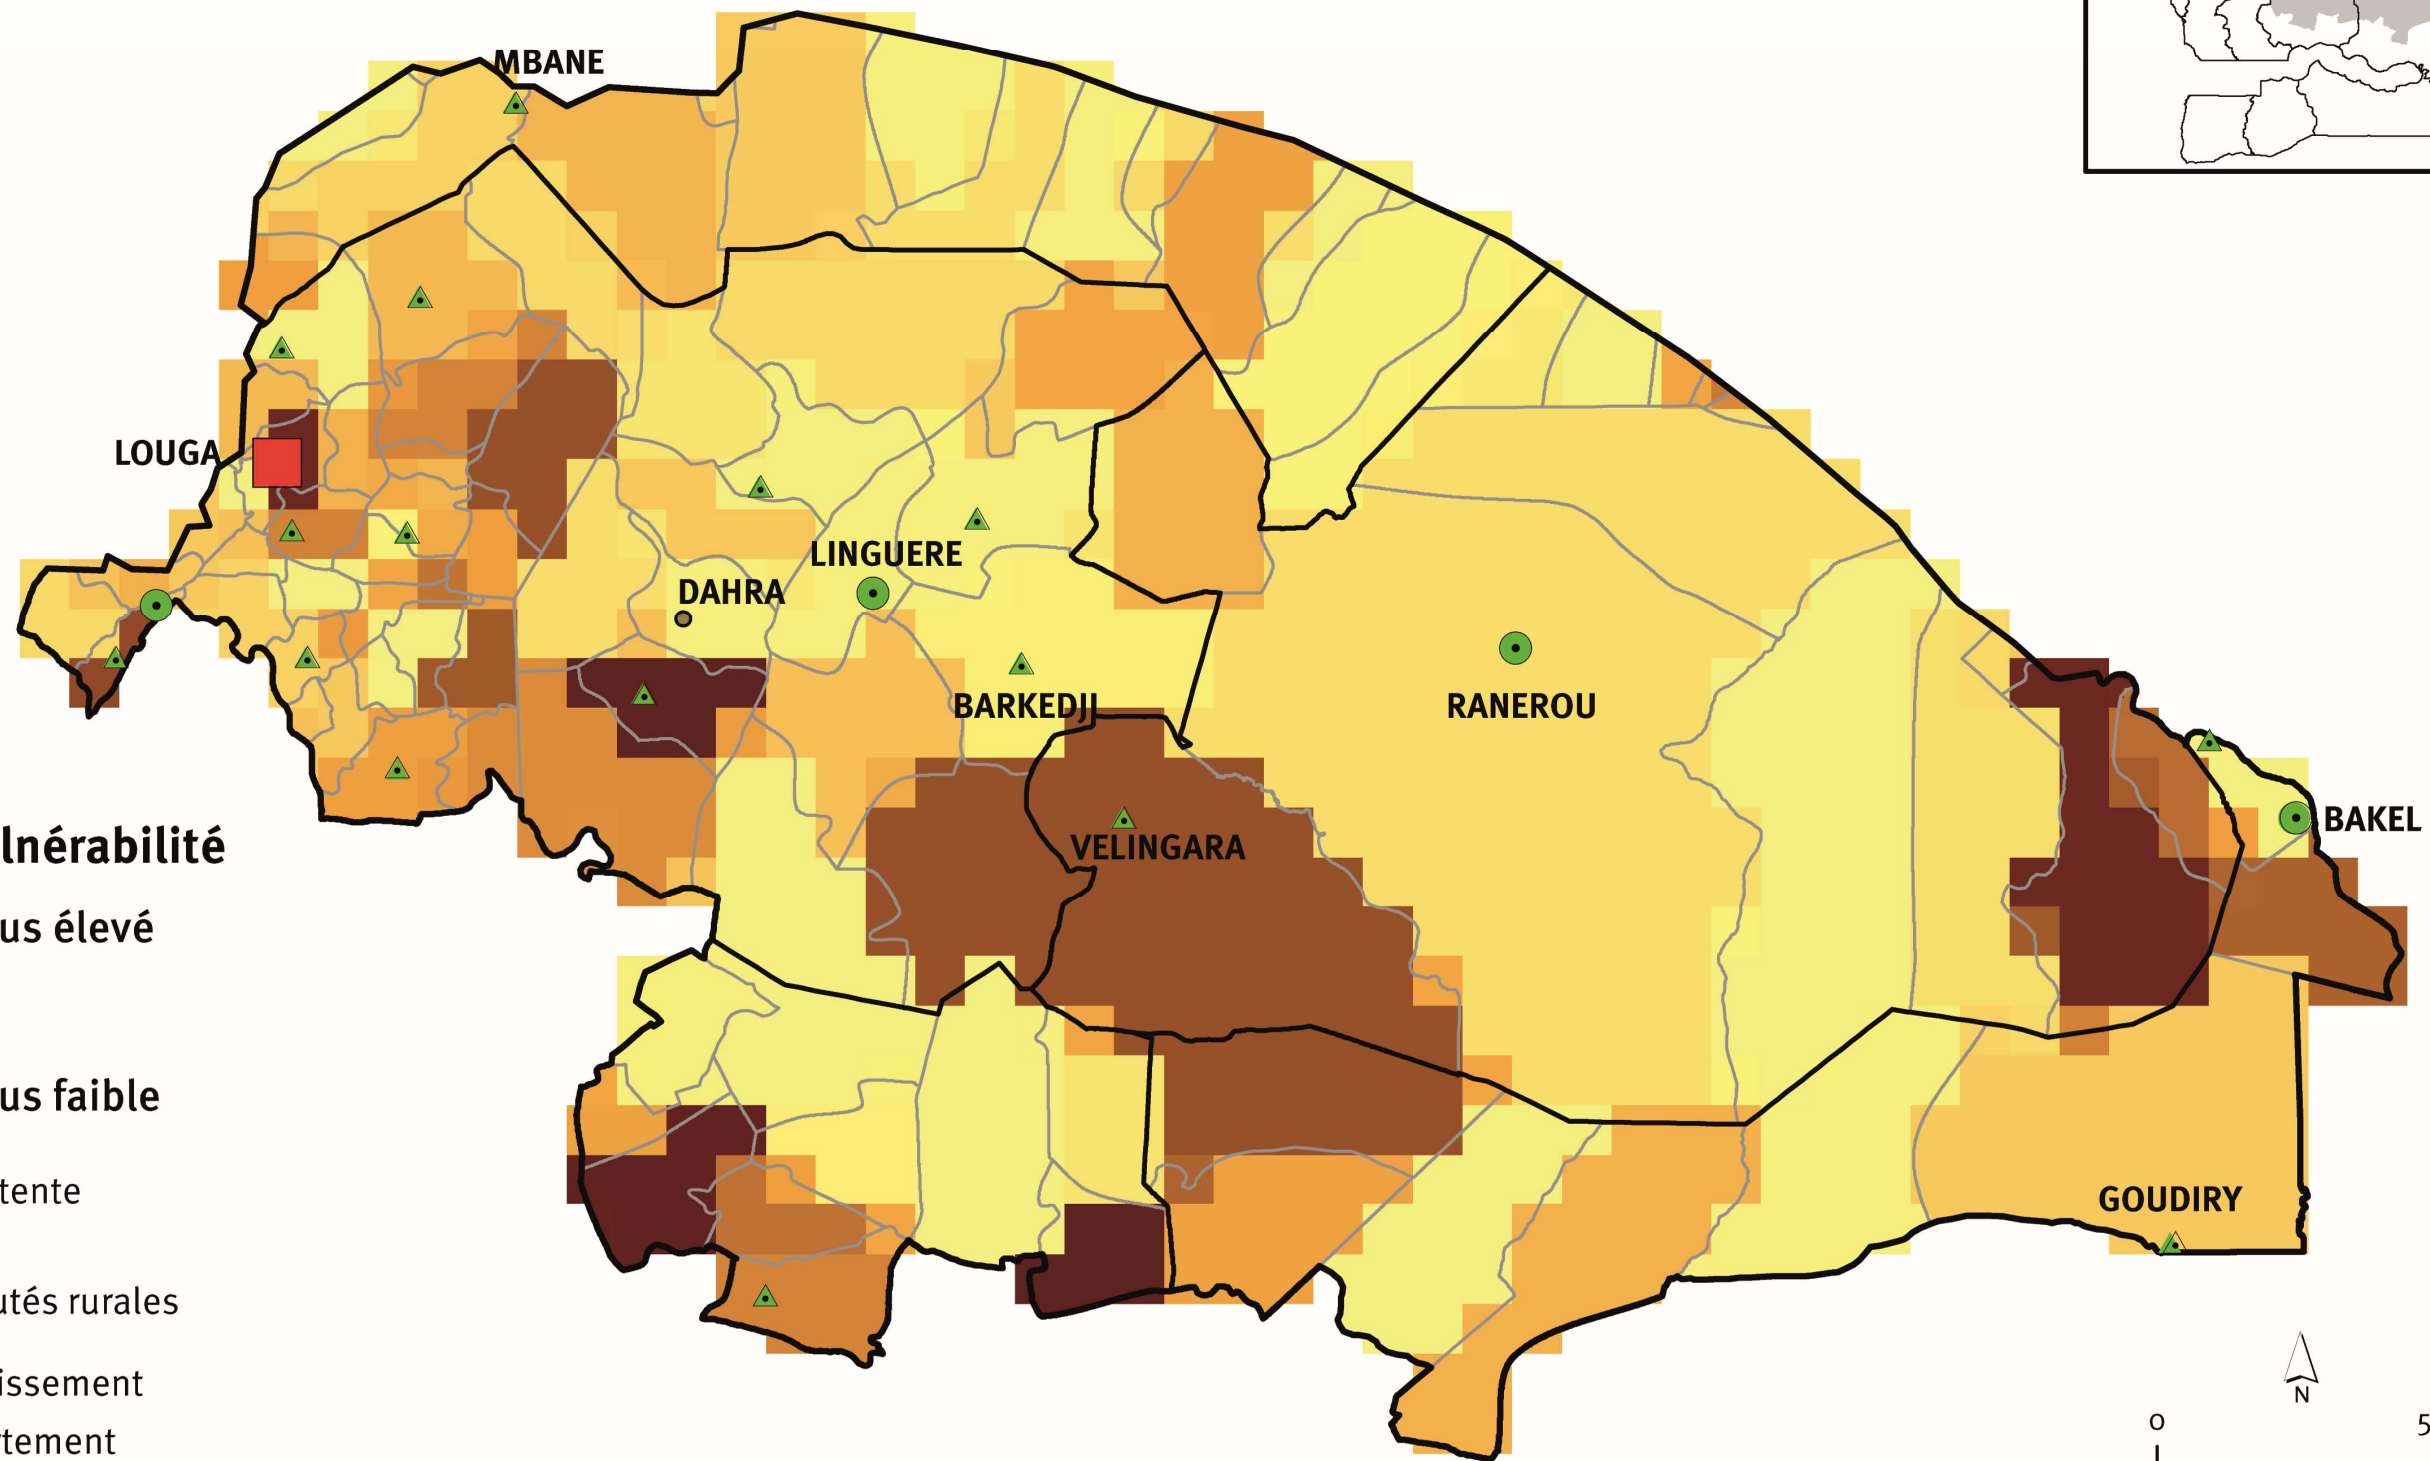 MBANE
LOUGA
LINGUERE
DAHRA
BARKEDJI
RANEROU
VELINGARA
BAKEL
GOUDIRY
lnérabilité
us élevé
us faible
tente
utés rurales
issement
tement
N
0
5